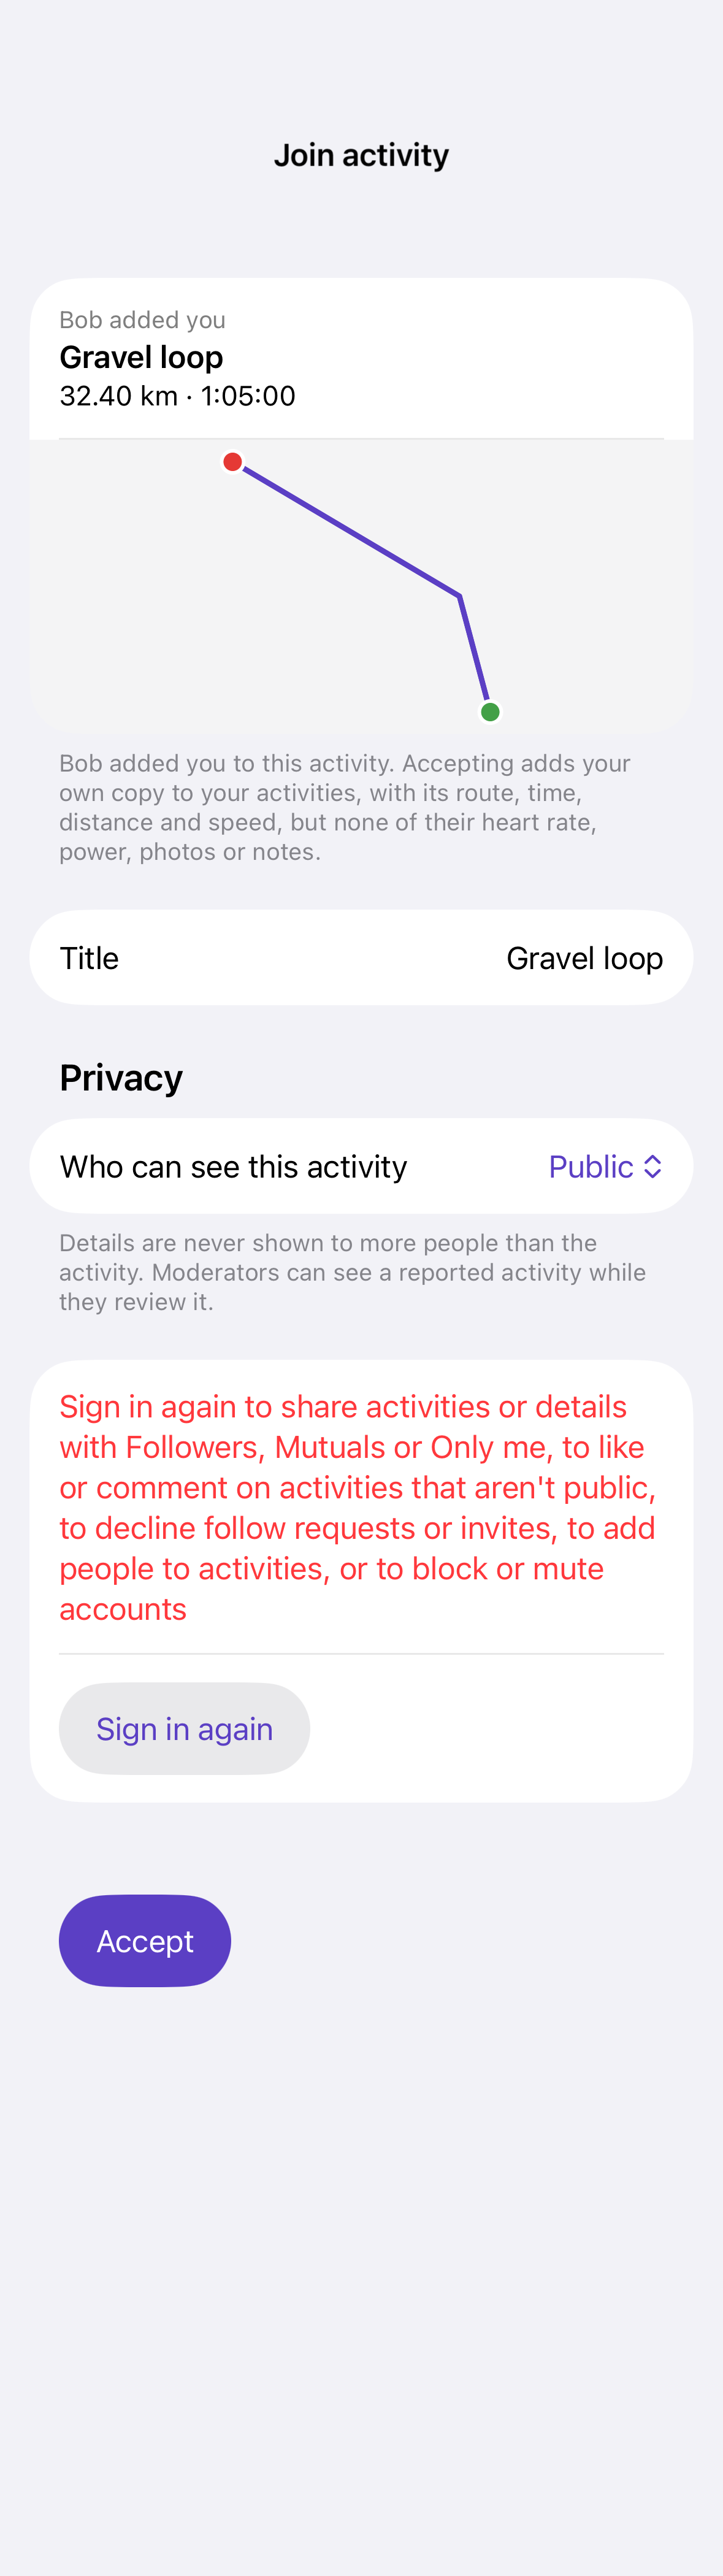 Join activity
Bob added you
Gravel loop
32.40 km · 1:05:00
Bob added you to this activity. Accepting adds your
own copy to your activities, with its route, time,
distance and speed, but none of their heart rate,
power, photos or notes.
Title Gravel loop
Privacy
Who can see this activity Public
Details are never shown to more people than the
activity. Moderators can see a reported activity while
they review it.
Sign in again to share activities or details
with Followers, Mutuals or Only me, to like
or comment on activities that aren't public,
to decline follow requests or invites, to add
people to activities, or to block or mute
accounts
Sign in again
Accept